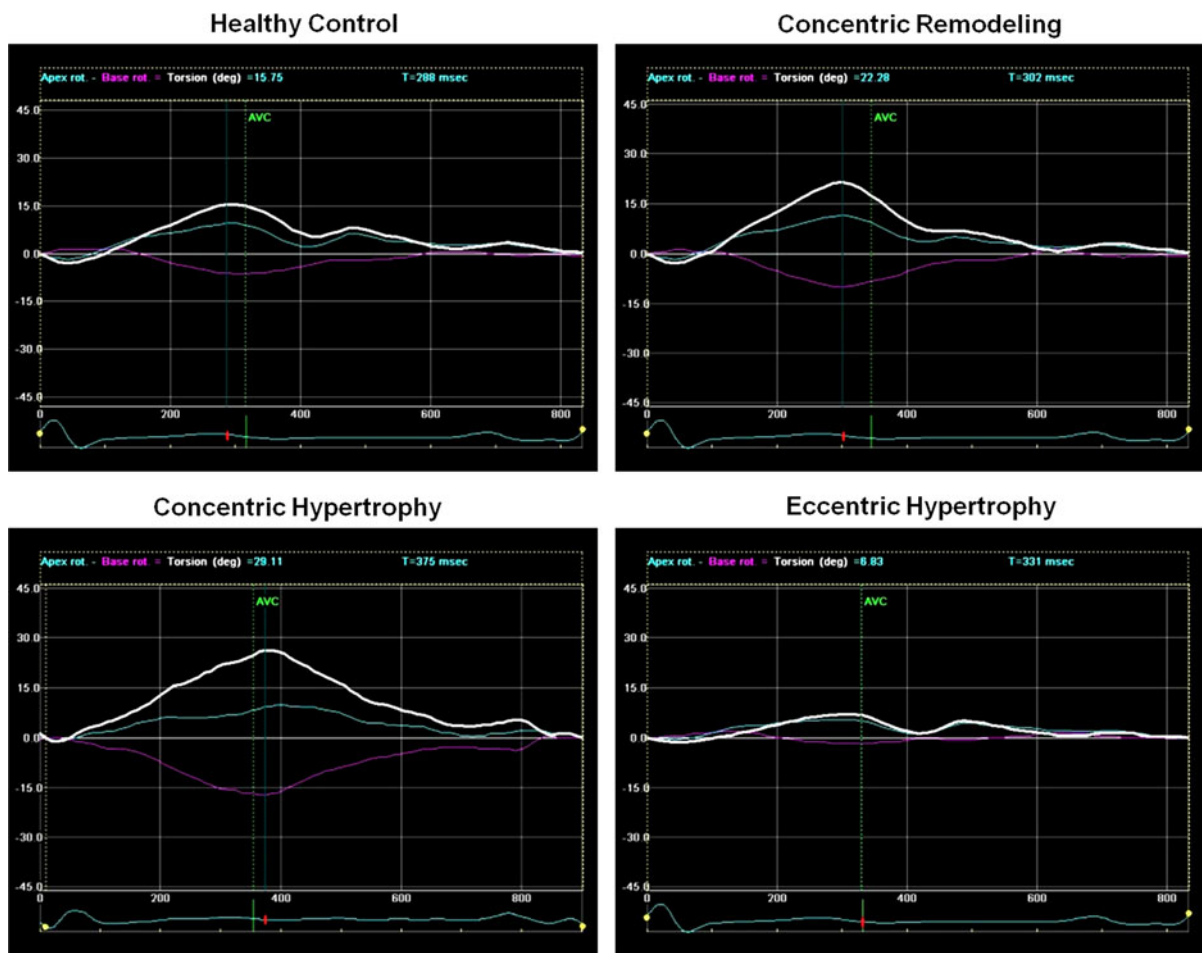 Healthy Control
Apex rot. - Base rot. = Torsion (deg) =15.75 T=288 msec
AVC
45.0
30.0
15.0
0.0
-15.0
-30.0
-45.0
0 200 400 600 800
Concentric Remodeling
Apex rot. - Base rot. = Torsion (deg) =22.28 T=302 msec
AVC
45.0
30.0
15.0
0.0
-15.0
-30.0
-45.0
0 200 400 600 800
Concentric Hypertrophy
Apex rot. - Base rot. = Torsion (deg) =29.11 T=375 msec
AVC
45.0
30.0
15.0
0.0
-15.0
-30.0
-45.0
0 200 400 600 800
Eccentric Hypertrophy
Apex rot. - Base rot. = Torsion (deg) =6.83 T=331 msec
AVC
45.0
30.0
15.0
0.0
-15.0
-30.0
-45.0
0 200 400 600 800